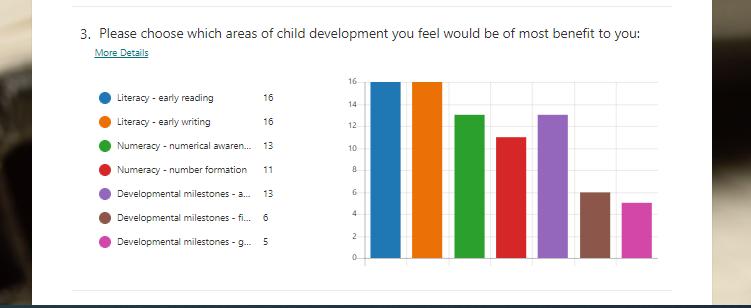 3. Please choose which areas of child development you feel would be of most benefit to you:
More Details
Literacy - early reading 16
Literacy - early writing 16
Numeracy - numerical awaren... 13
Numeracy - number formation 11
Developmental milestones - a... 13
Developmental milestones - fi... 6
Developmental milestones - g... 5
16
14
12
10
8
6
4
2
0